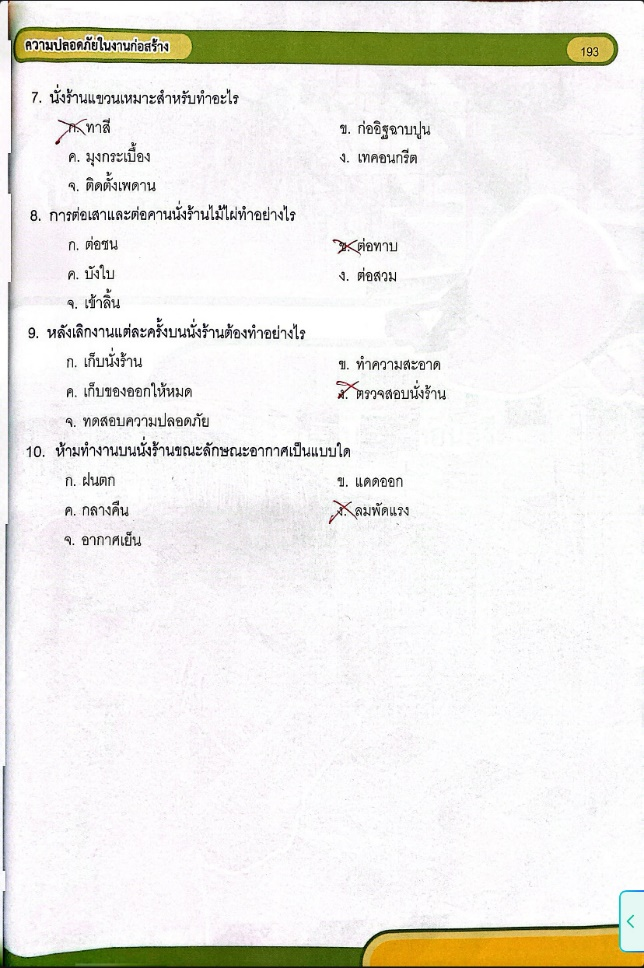 ความปลอดภัยในงานก่อสร้าง 193
7. นั่งร้านแขวนเหมาะสำหรับทำอะไร
ก. ทาสี ข. ก่ออิฐฉาบปูน
ค. มุงกระเบื้อง ง. เทคอนกรีต
จ. ติดตั้งเพดาน
8. การต่อเสาและต่อคานนั่งร้านไม้ไผ่ทำอย่างไร
ก. ต่อชน ข. ต่อทาบ
ค. บังใบ ง. ต่อสวม
จ. เข้าลิ้น
9. หลังเลิกงานแต่ละครั้งบนนั่งร้านต้องทำอย่างไร
ก. เก็บนั่งร้าน ข. ทำความสะอาด
ค. เก็บของออกให้หมด ง. ตรวจสอบนั่งร้าน
จ. ทดสอบความปลอดภัย
10. ห้ามทำงานบนนั่งร้านขณะลักษณะอากาศเป็นแบบใด
ก. ฝนตก ข. แดดออก
ค. กลางคืน ง. ลมพัดแรง
จ. อากาศเย็น